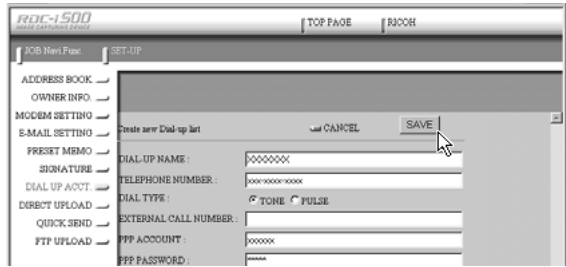 RDC-i500
IMAGE CAPTURING DEVICE
TOP PAGE
RICOH
JOB Navi Func.
SET-UP
ADDRESS BOOK
OWNER INFO.
MODEM SETTING
E-MAIL SETTING
PRESET MEMO
SIGNATURE
DIAL UP ACCT.
DIRECT UPLOAD
QUICK SEND
FTP UPLOAD
Create new Dial-up list
CANCEL
SAVE
DIAL-UP NAME : XXXXXXX
TELEPHONE NUMBER : xxx-xxxx-xxxx
DIAL TYPE : TONE PULSE
EXTERNAL CALL NUMBER :
PPP ACCOUNT : xxxxxx
PPP PASSWORD : *****